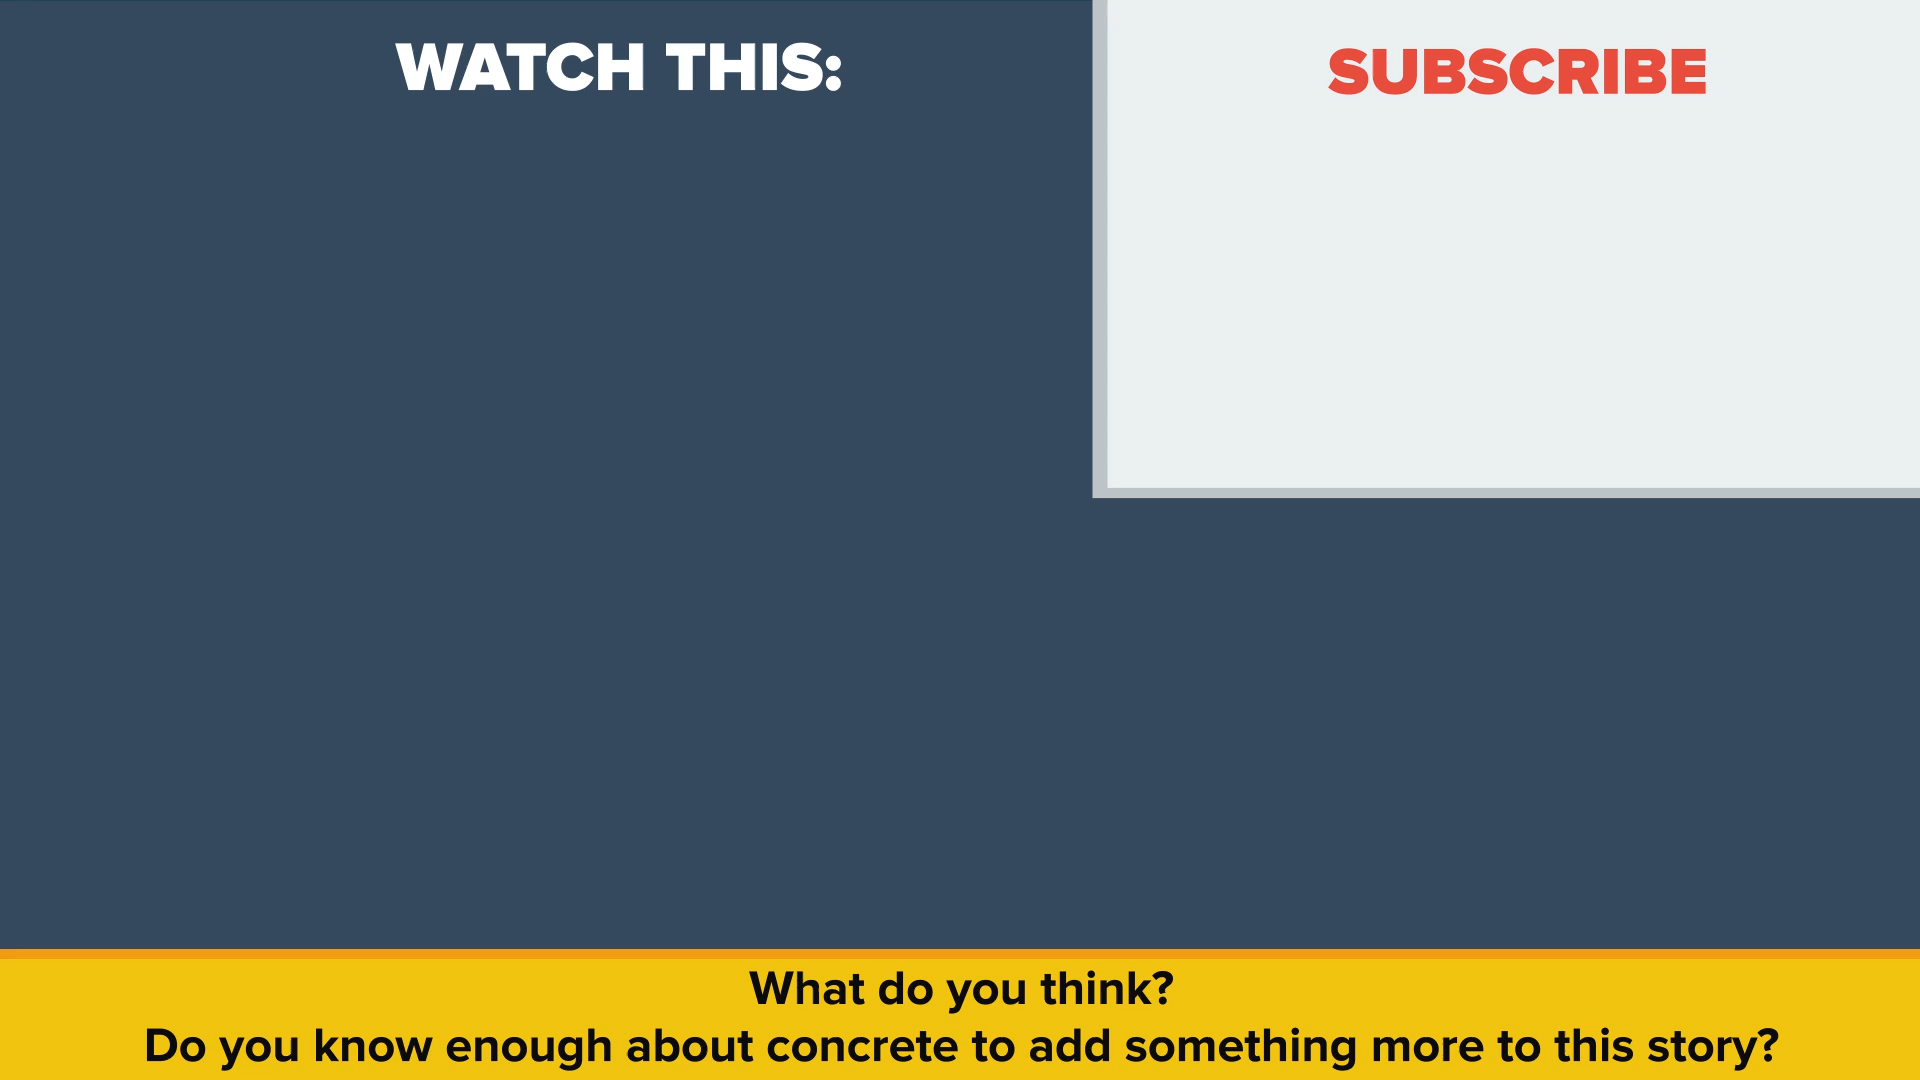 WATCH THIS:
SUBSCRIBE
What do you think?
Do you know enough about concrete to add something more to this story?